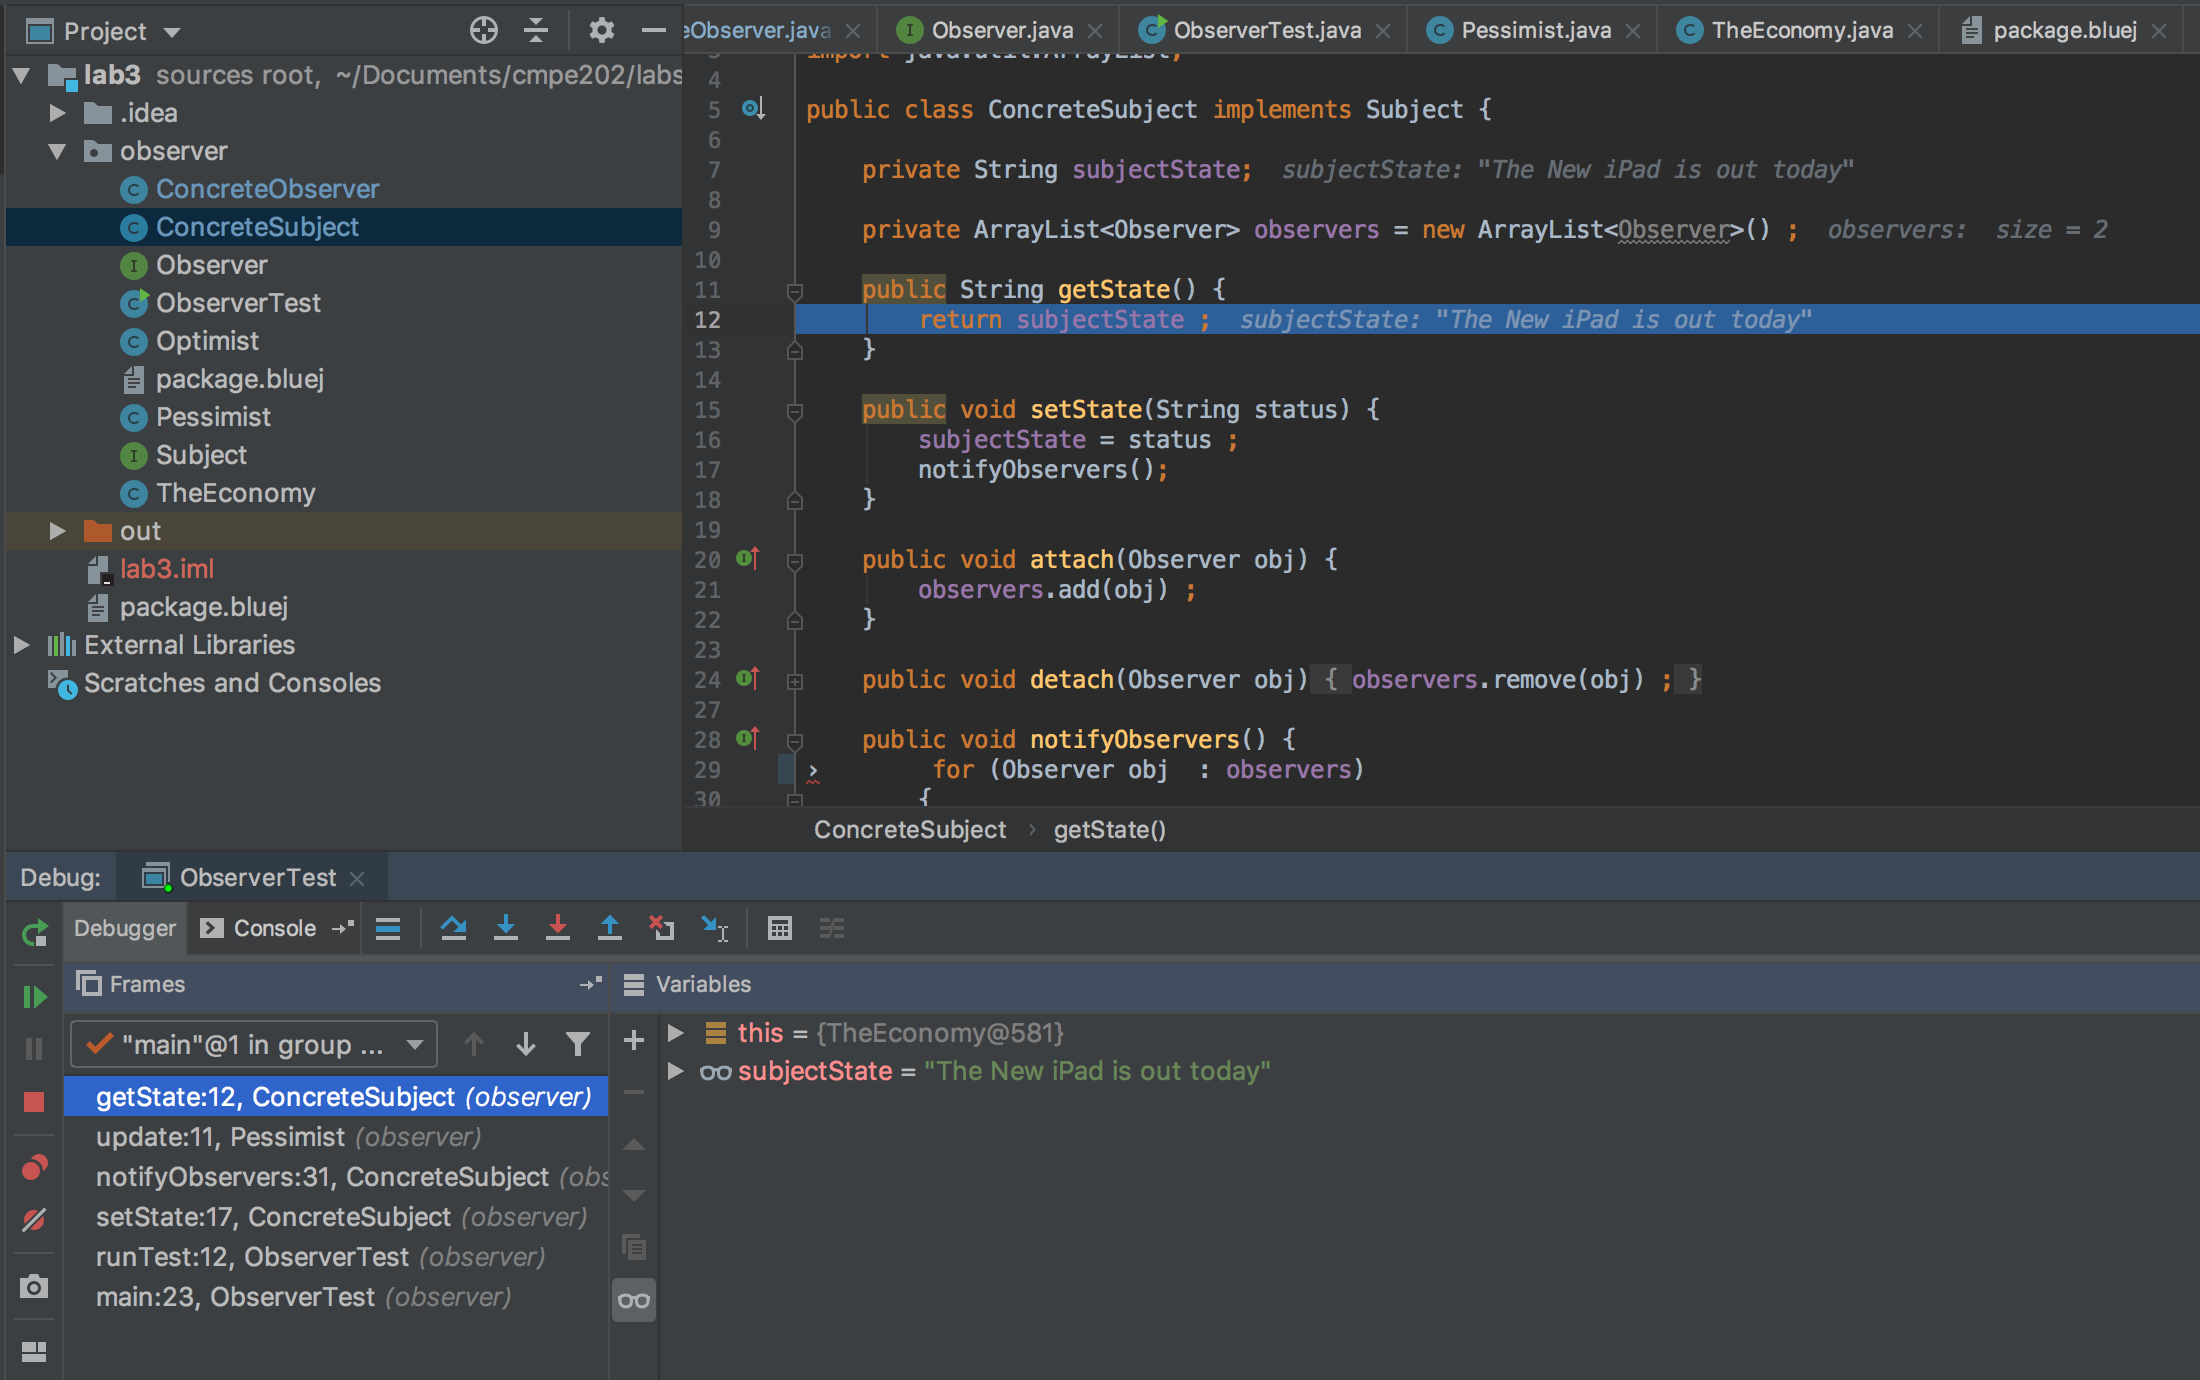 Project
lab3 sources root, ~/Documents/cmpe202/labs
.idea
observer
ConcreteObserver
ConcreteSubject
Observer
ObserverTest
Optimist
package.bluej
Pessimist
Subject
TheEconomy
out
lab3.iml
package.bluej
External Libraries
Scratches and Consoles
eObserver.java
Observer.java
ObserverTest.java
Pessimist.java
TheEconomy.java
package.bluej
3 import java.util.ArrayList;
4
5 public class ConcreteSubject implements Subject {
6
7 private String subjectState; subjectState: "The New iPad is out today"
8
9 private ArrayList<Observer> observers = new ArrayList<Observer>() ; observers: size = 2
10
11 public String getState() {
12 return subjectState ; subjectState: "The New iPad is out today"
13 }
14
15 public void setState(String status) {
16 subjectState = status ;
17 notifyObservers();
18 }
19
20 public void attach(Observer obj) {
21 observers.add(obj) ;
22 }
23
24 public void detach(Observer obj) { observers.remove(obj) ; }
27
28 public void notifyObservers() {
29 for (Observer obj : observers)
30 {
ConcreteSubject › getState()
Debug:
ObserverTest
Debugger
Console
Frames
"main"@1 in group ...
getState:12, ConcreteSubject (observer)
update:11, Pessimist (observer)
notifyObservers:31, ConcreteSubject (obs
setState:17, ConcreteSubject (observer)
runTest:12, ObserverTest (observer)
main:23, ObserverTest (observer)
Variables
this = {TheEconomy@581}
subjectState = "The New iPad is out today"